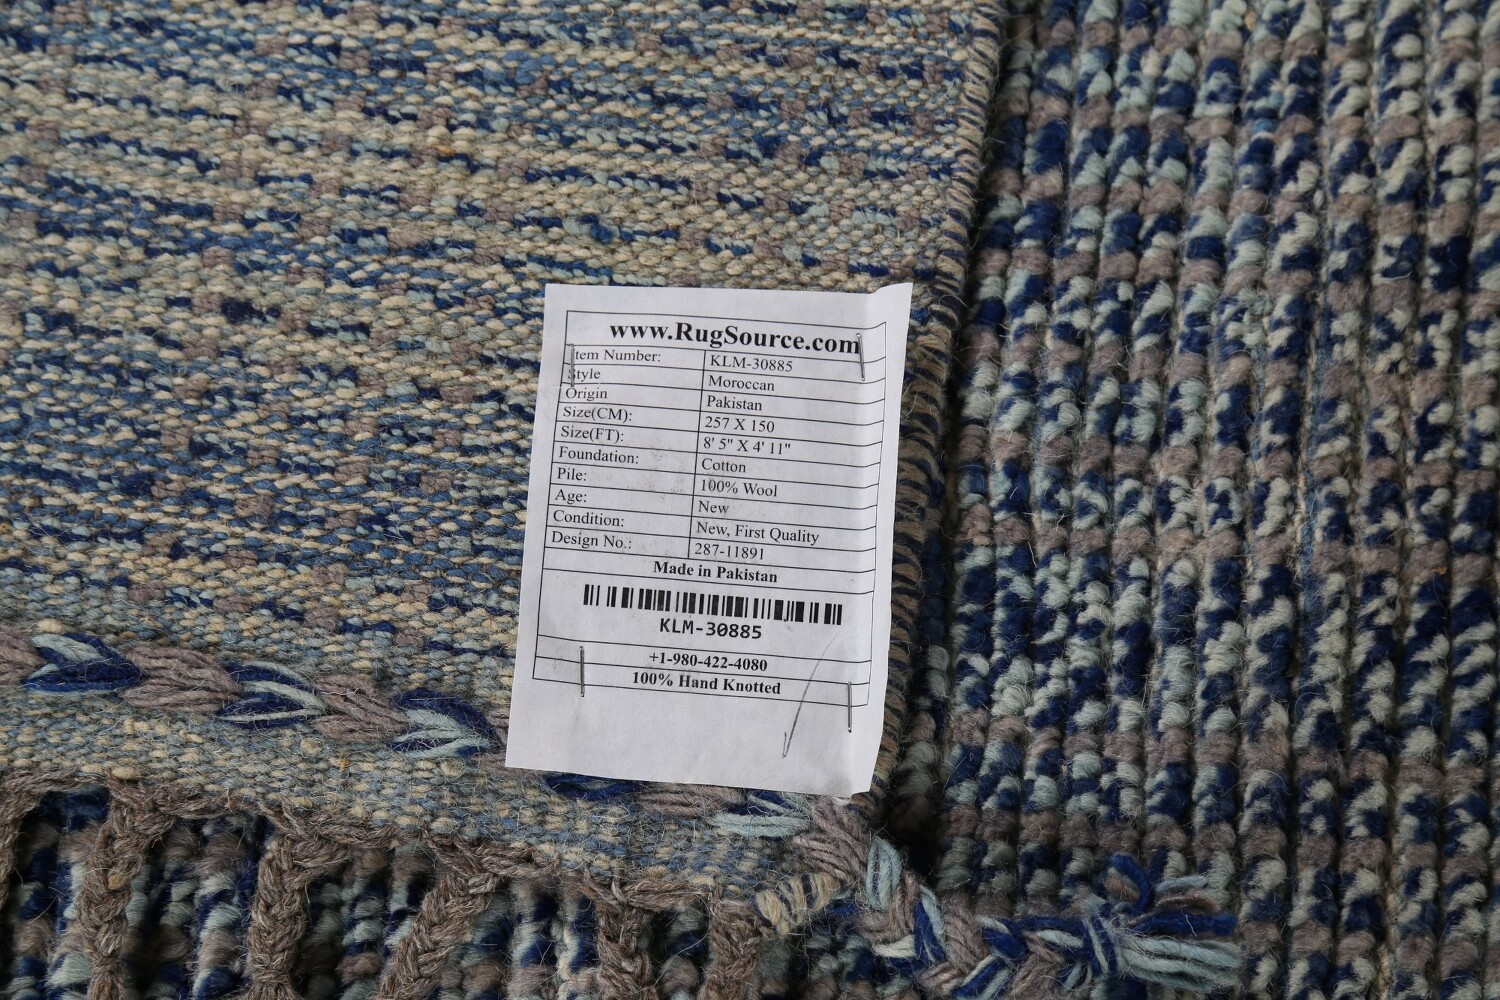 www.RugSource.com
Item Number: KLM-30885
Style Moroccan
Origin Pakistan
Size(CM): 257 X 150
Size(FT): 8' 5" X 4' 11"
Foundation: Cotton
Pile: 100% Wool
Age: New
Condition: New, First Quality
Design No.: 287-11891
Made in Pakistan
KLM-30885
+1-980-422-4080
100% Hand Knotted